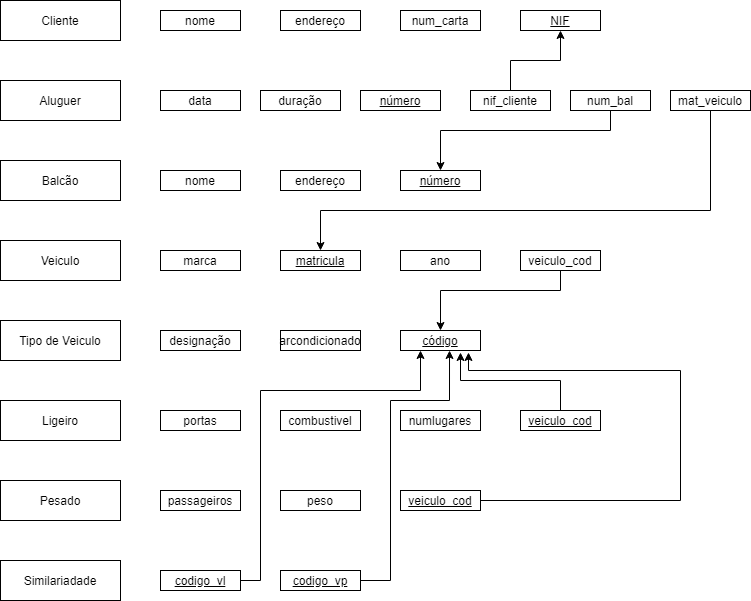 Cliente nome endereço num_carta NIF
Aluguer data duração número nif_cliente num_bal mat_veiculo
Balcão nome endereço número
Veiculo marca matricula ano veiculo_cod
Tipo de Veiculo designação arcondicionado código
Ligeiro portas combustivel numlugares veiculo_cod
Pesado passageiros peso veiculo_cod
Similariadade codigo_vl codigo_vp